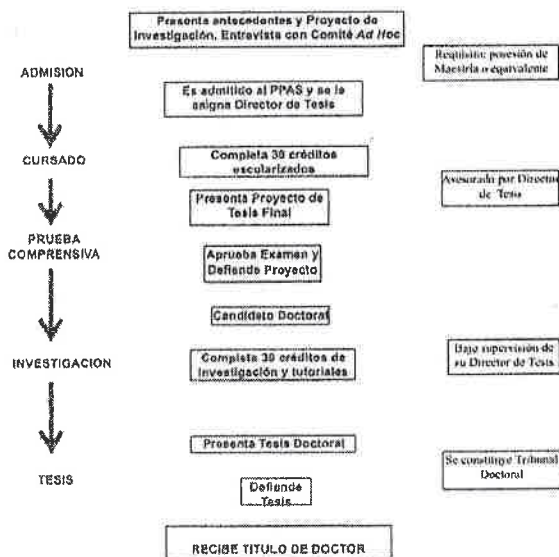 Presenta antecedentes y Proyecto de
Investigación. Entrevista con Comité Ad Hoc
Requisito: posesión de
Maestría o equivalente
ADMISION
Es admitido al PPAS y se le
asigna Director de Tesis
CURSADO
Completa 30 créditos
escolarizados
Asesorado por Director
de Tesis
Presenta Proyecto de
Tesis Final
PRUEBA
COMPRENSIVA
Aprueba Examen y
Defiende Proyecto
Candidato Doctoral
INVESTIGACION
Completa 30 créditos de
investigación y tutoriales
Bajo supervisión de
su Director de Tesis
Presenta Tesis Doctoral
Se constituye Tribunal
Doctoral
TESIS
Defiende
Tesis
RECIBE TITULO DE DOCTOR